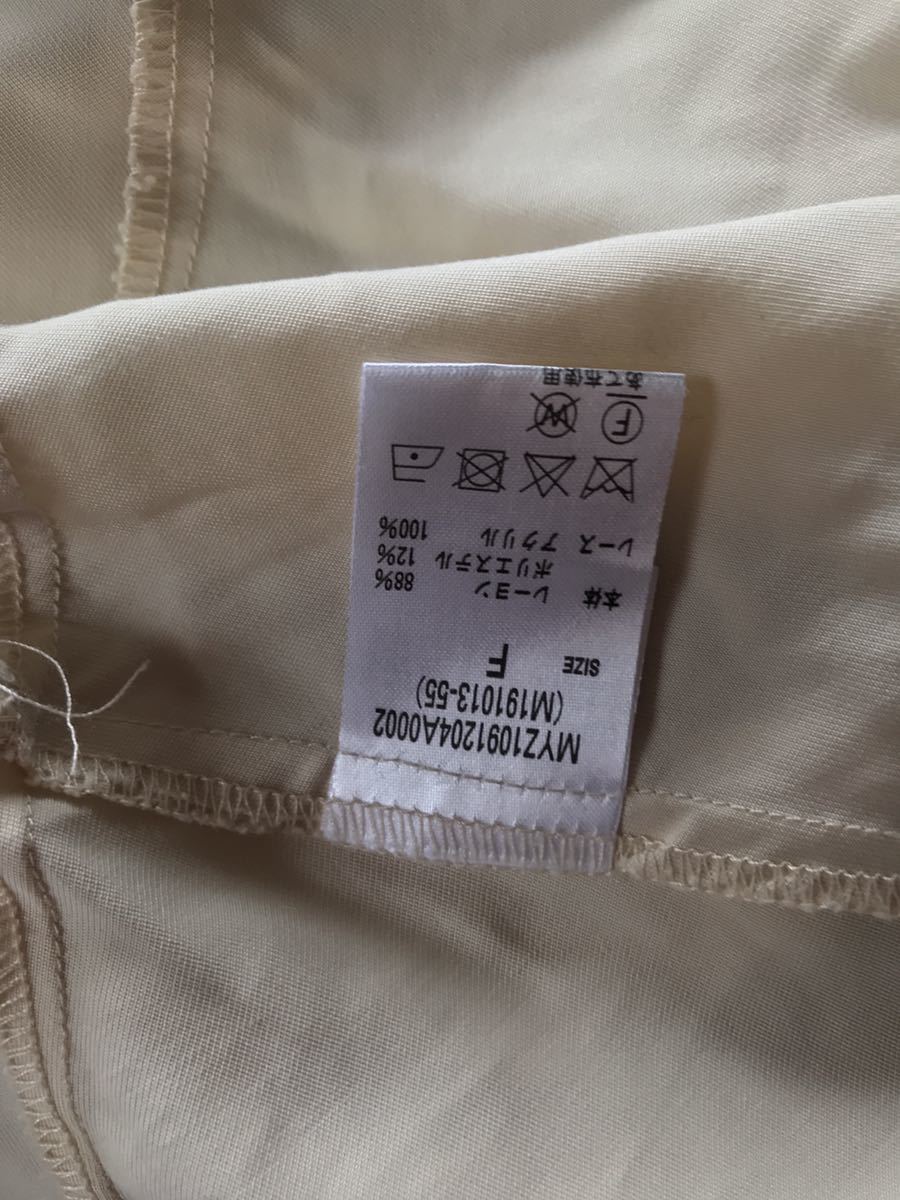 MYZ1091204A0002
(M191013-55)
SIZE F
本体 レーヨン 88%
ポリエステル 12%
レース アクリル 100%
F W
あて布使用